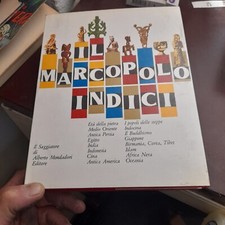 IL
MARCOPOLO
INDICI
Età della pietra
Medio Oriente
Antica Persia
Egitto
India
Indonesia
Cina
Antica America
I popoli delle steppe
Indocina
Il Buddhismo
Giappone
Birmania, Corea, Tibet
Islam
Africa Nera
Oceania
Il Saggiatore
di
Alberto Mondadori
Editore